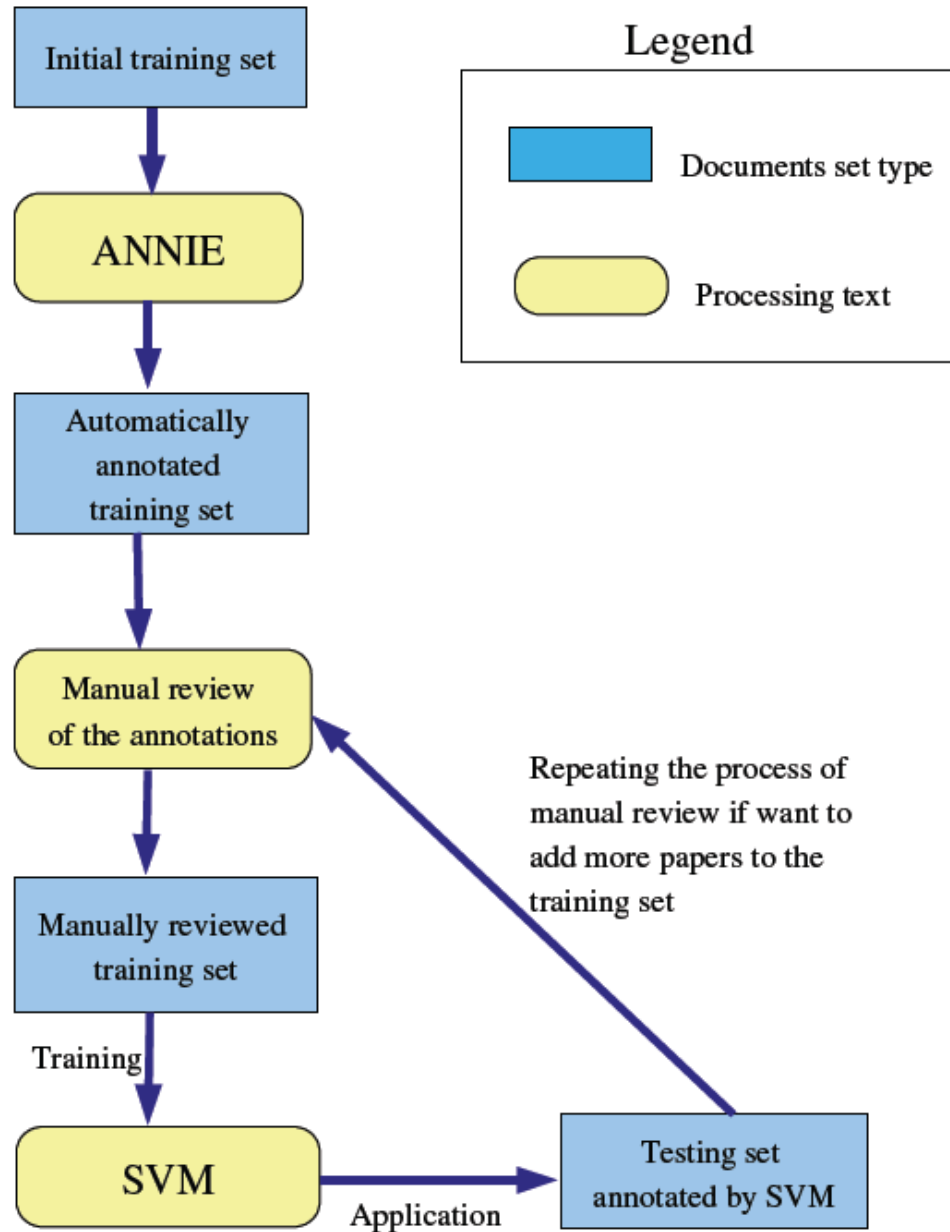 Initial training set
Legend
Documents set type
ANNIE
Processing text
Automatically
annotated
training set
Manual review
of the annotations
Repeating the process of
manual review if want to
add more papers to the
training set
Manually reviewed
training set
Training
SVM
Application
Testing set
annotated by SVM